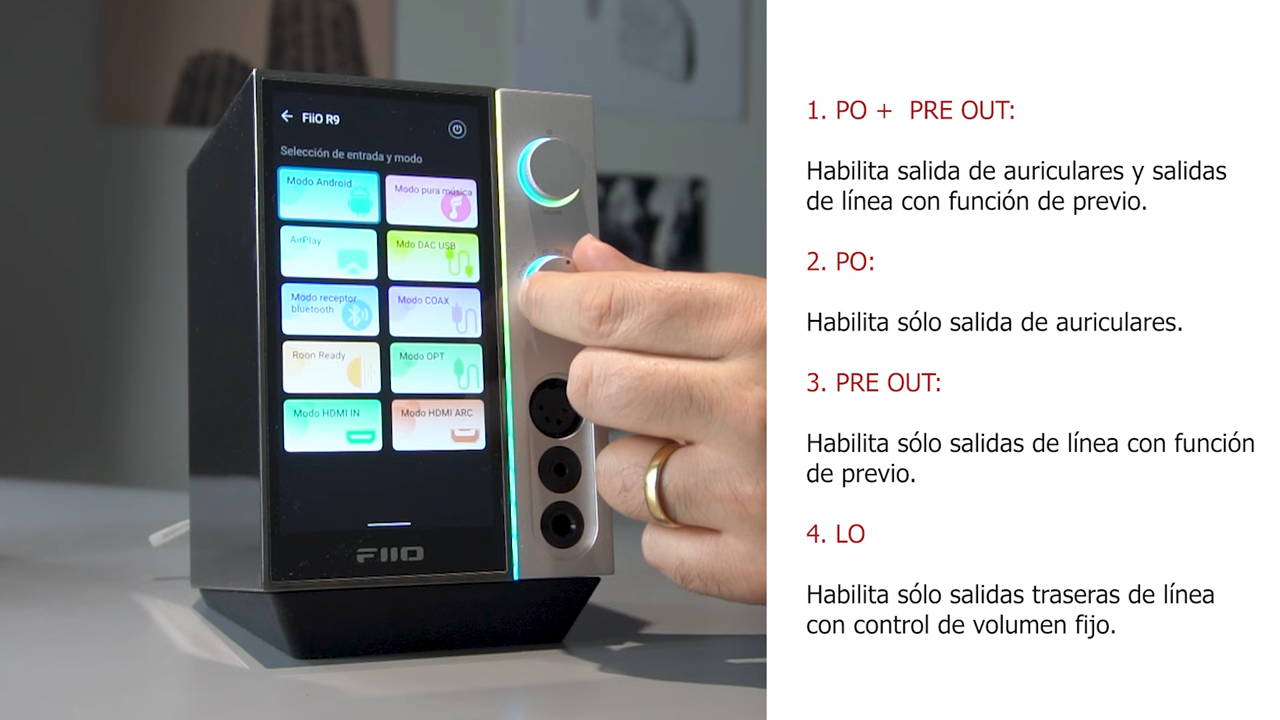 FiiO R9
Selección de entrada y modo
Modo Android
Modo pura música
AirPlay
Mdo DAC USB
Modo receptor
bluetooth
Modo COAX
Roon Ready
Modo OPT
Modo HDMI IN
Modo HDMI ARC
FIIO
1. PO + PRE OUT:
Habilita salida de auriculares y salidas
de línea con función de previo.
2. PO:
Habilita sólo salida de auriculares.
3. PRE OUT:
Habilita sólo salidas de línea con función
de previo.
4. LO
Habilita sólo salidas traseras de línea
con control de volumen fijo.